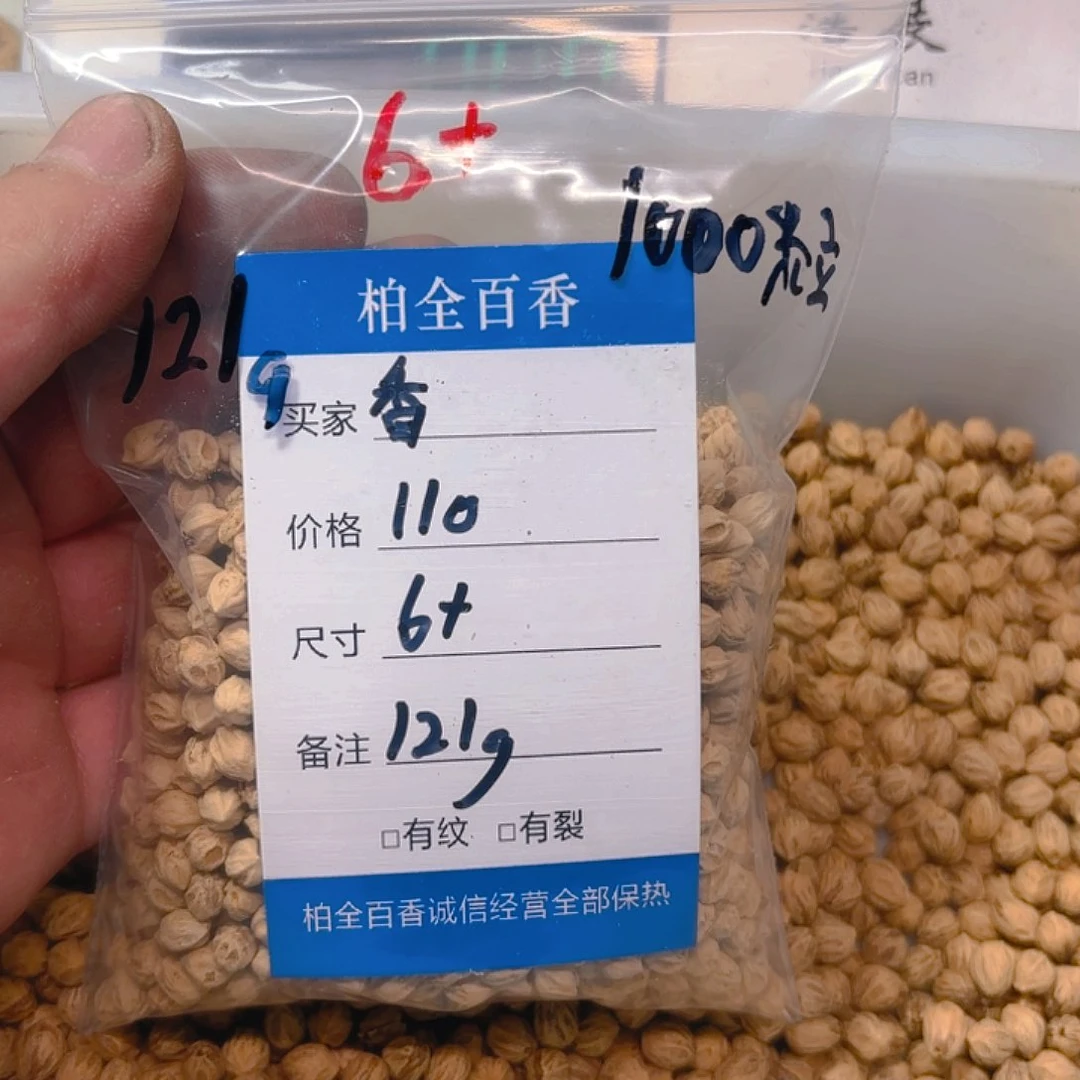 展
an
6+
1000粒
121g
柏全百香
买家 香
价格 110
尺寸 6+
备注 121g
□有纹 □有裂
柏全百香诚信经营全部保热